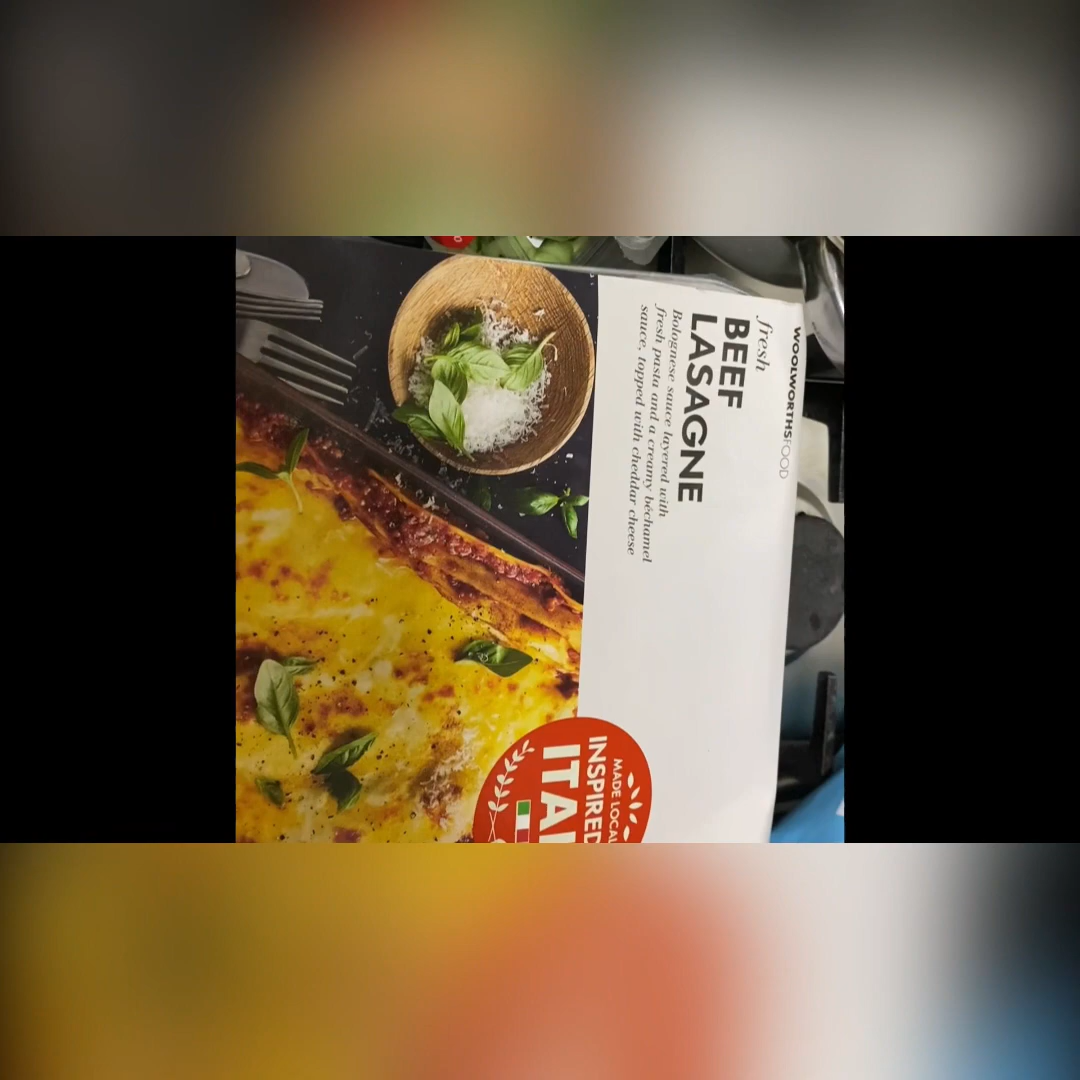 WOOLWORTHSFOOD
fresh
BEEF
LASAGNE
Bolognese sauce layered with
fresh pasta and a creamy béchamel
sauce, topped with cheddar cheese
MADE LOCAL
INSPIRED
ITAL